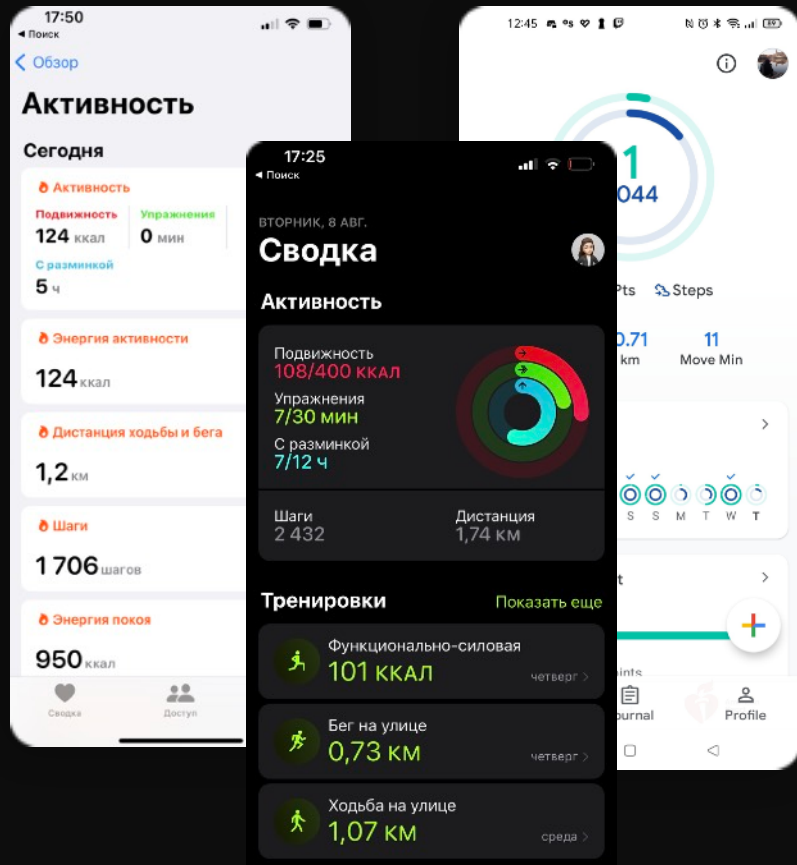 17:50
◀ Поиск
Обзор
Активность
Сегодня
Активность
Подвижность
Упражнения
124 ккал
0 мин
С разминкой
5 ч
Энергия активности
124 ккал
Дистанция ходьбы и бега
1,2 км
Шаги
1 706 шагов
Энергия покоя
950 ккал
Сводка
Доступ
17:25
◀ Поиск
ВТОРНИК, 8 АВГ.
Сводка
Активность
Подвижность
108/400 ККАЛ
Упражнения
7/30 МИН
С разминкой
7/12 Ч
Шаги
2 432
Дистанция
1,74 КМ
Тренировки
Показать еще
Функционально-силовая
101 ККАЛ
четверг
Бег на улице
0,73 КМ
четверг
Ходьба на улице
1,07 КМ
среда
12:45
89
1
044
Pts
Steps
0.71
km
11
Move Min
S S M T W T
t
ints
ournal
Profile